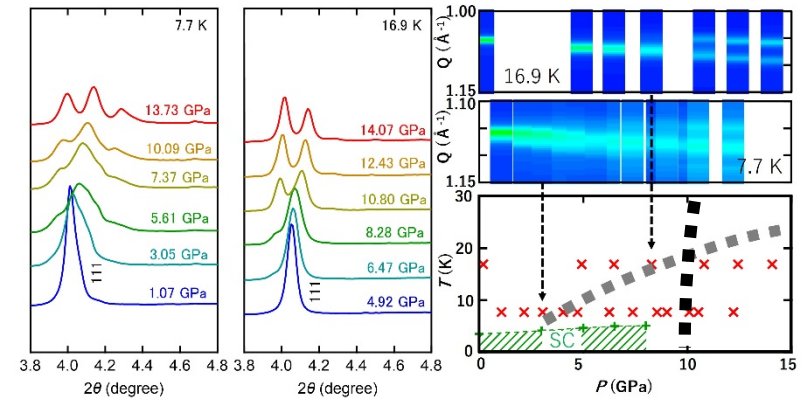 7.7 K
13.73 GPa
10.09 GPa
7.37 GPa
5.61 GPa
3.05 GPa
1.07 GPa
111
3.8 4.0 4.2 4.4 4.6 4.8
2θ (degree)
16.9 K
14.07 GPa
12.43 GPa
10.80 GPa
8.28 GPa
6.47 GPa
4.92 GPa
111
3.8 4.0 4.2 4.4 4.6 4.8
2θ (degree)
1.00
Q (Å⁻¹)
1.15
16.9 K
1.10
Q (Å⁻¹)
1.15
7.7 K
30
20
10
0
T (K)
SC
0 5 10 15
P (GPa)